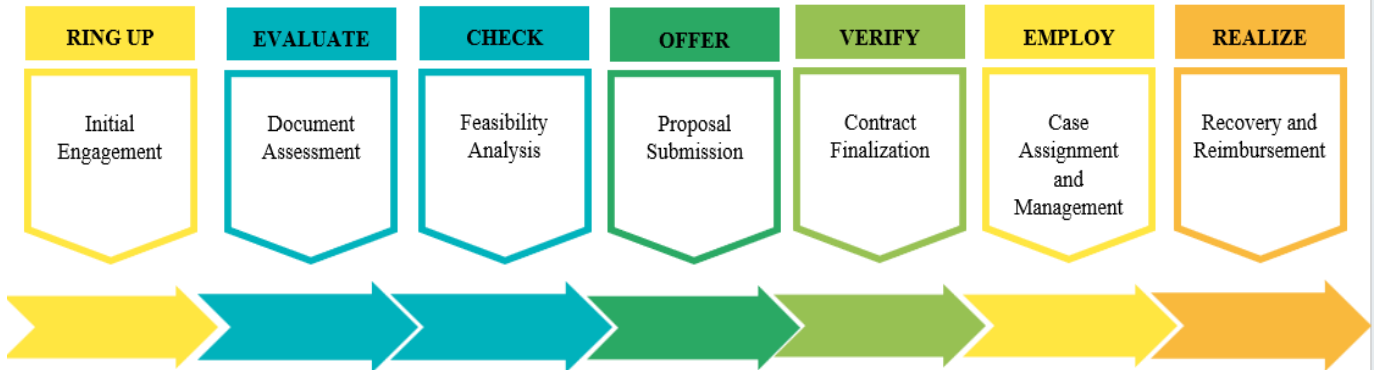 RING UP
Initial
Engagement
EVALUATE
Document
Assessment
CHECK
Feasibility
Analysis
OFFER
Proposal
Submission
VERIFY
Contract
Finalization
EMPLOY
Case
Assignment
and
Management
REALIZE
Recovery and
Reimbursement